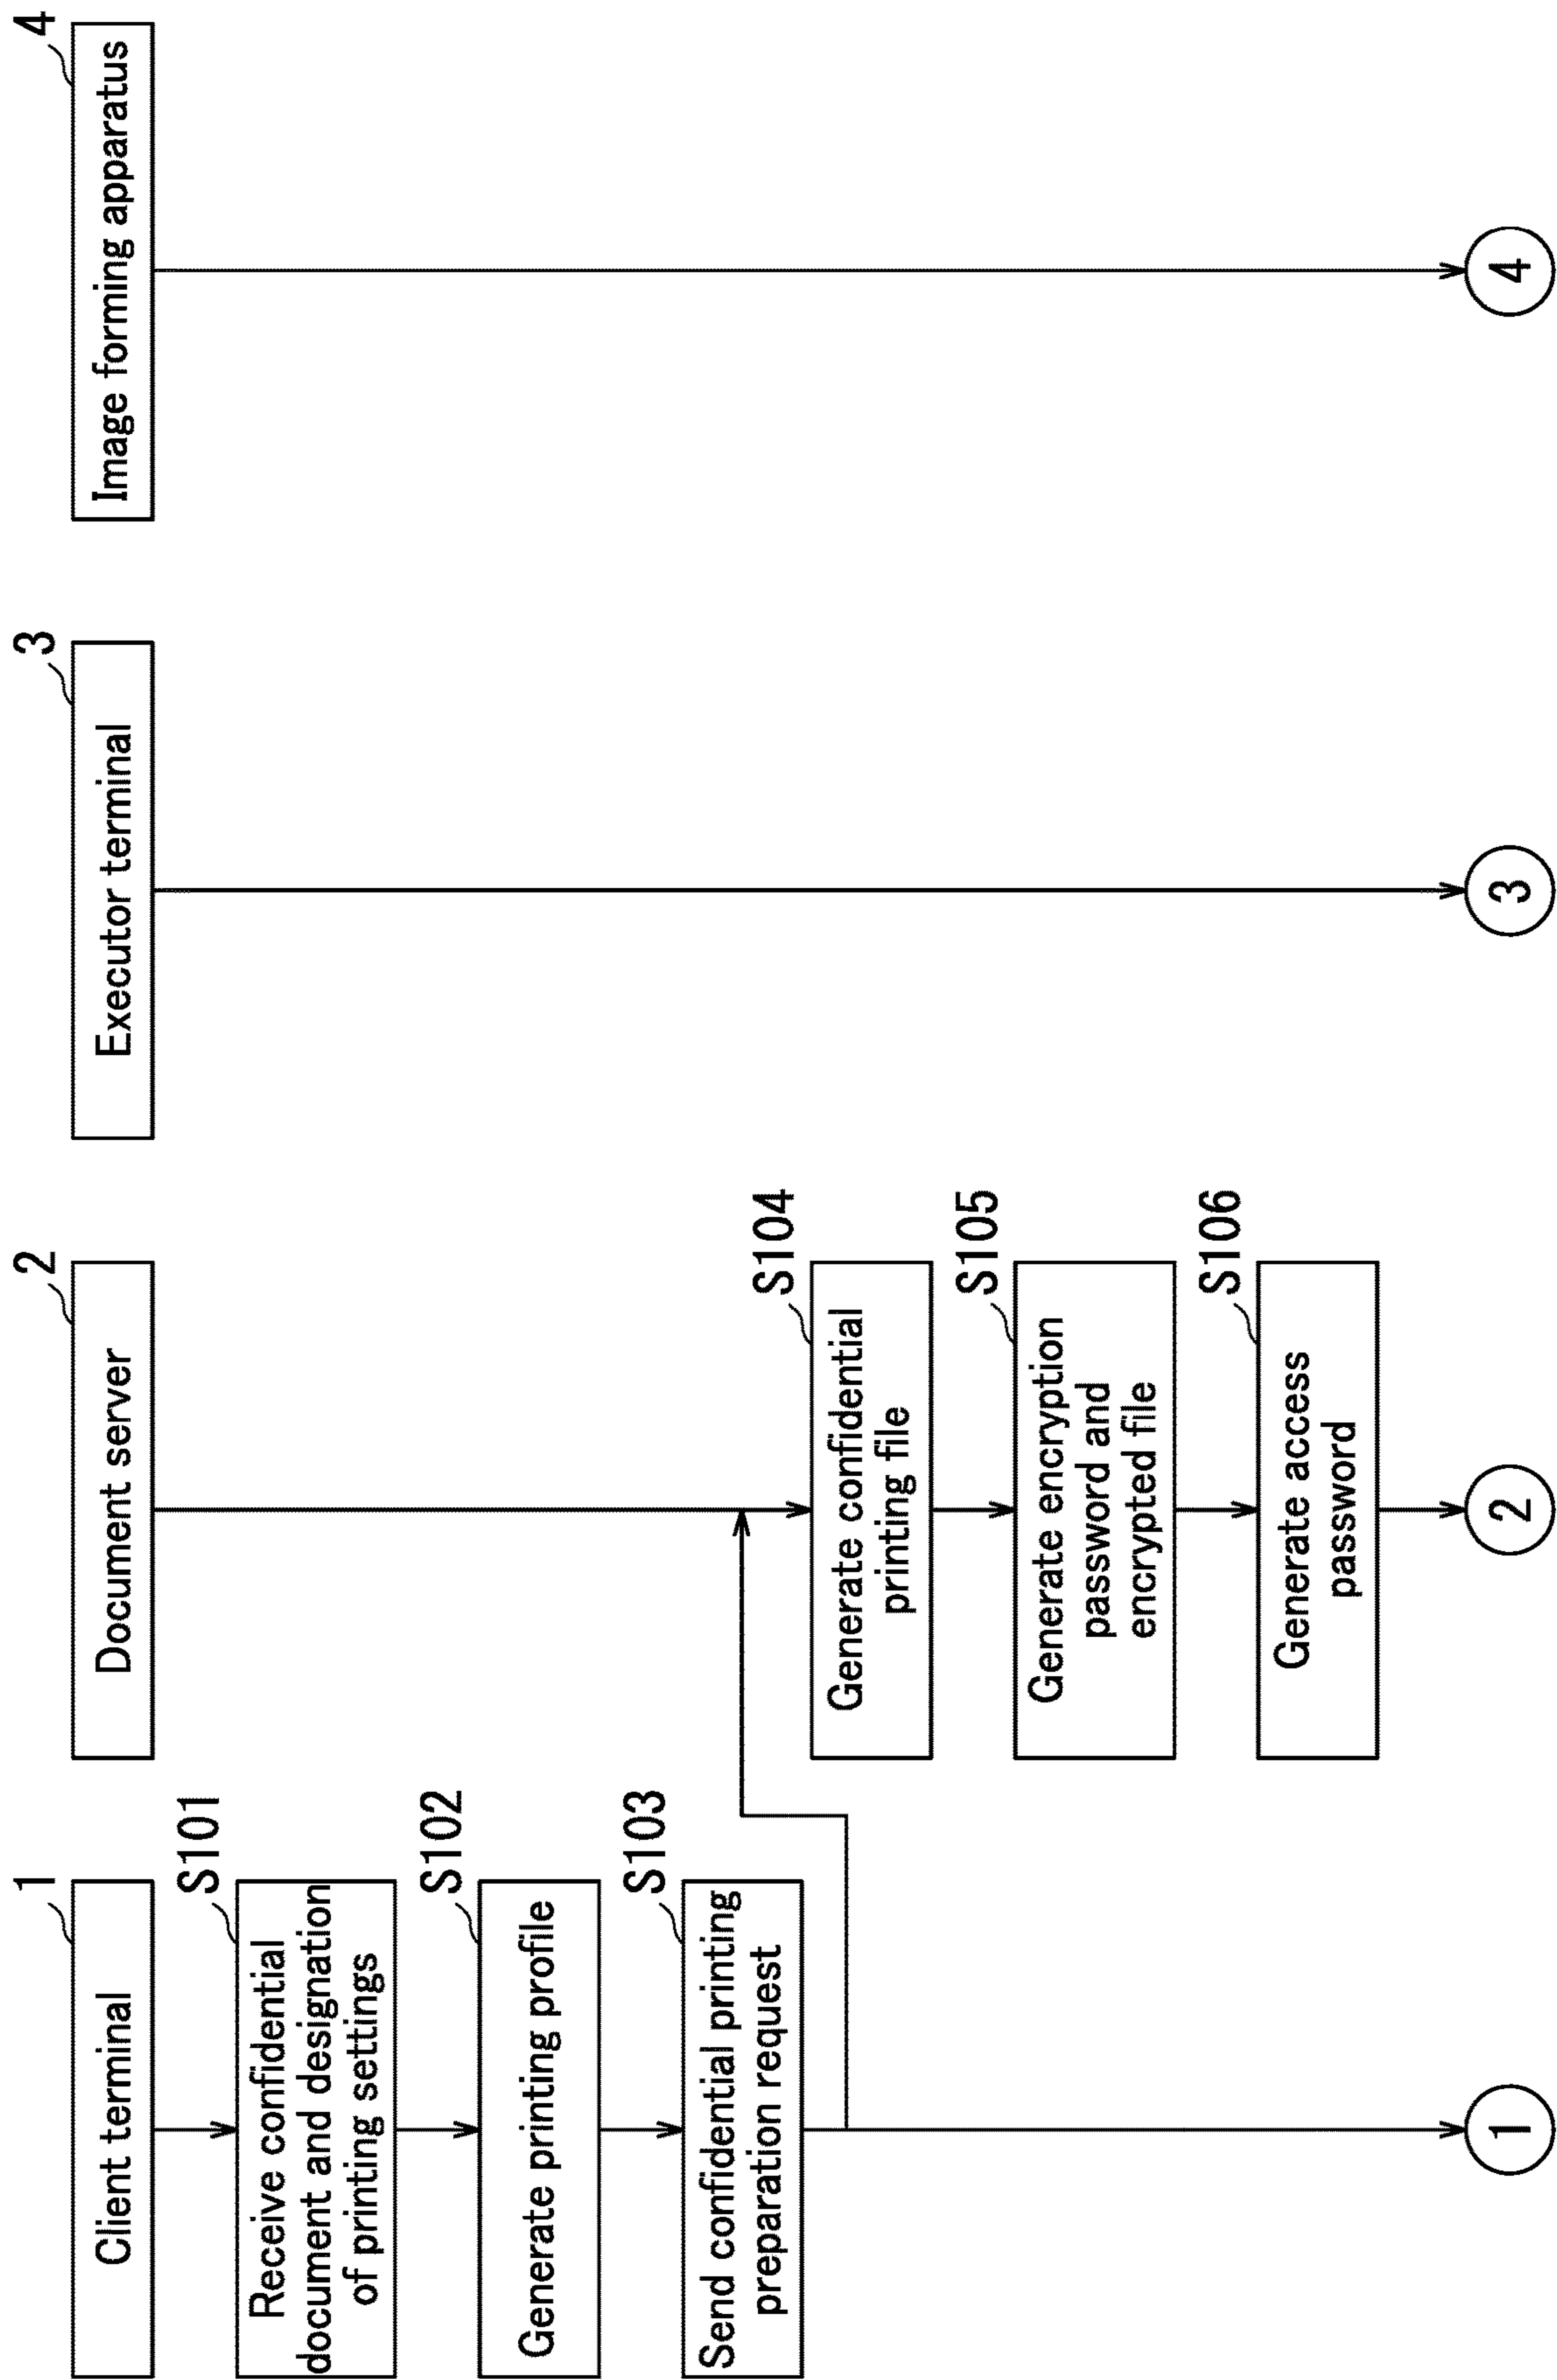 1
Client terminal
S101
Receive confidential
document and designation
of printing settings
S102
Generate printing profile
S103
Send confidential printing
preparation request
1
2
Document server
S104
Generate confidential
printing file
S105
Generate encryption
password and
encrypted file
S106
Generate access
password
2
3
Executor terminal
3
4
Image forming apparatus
4